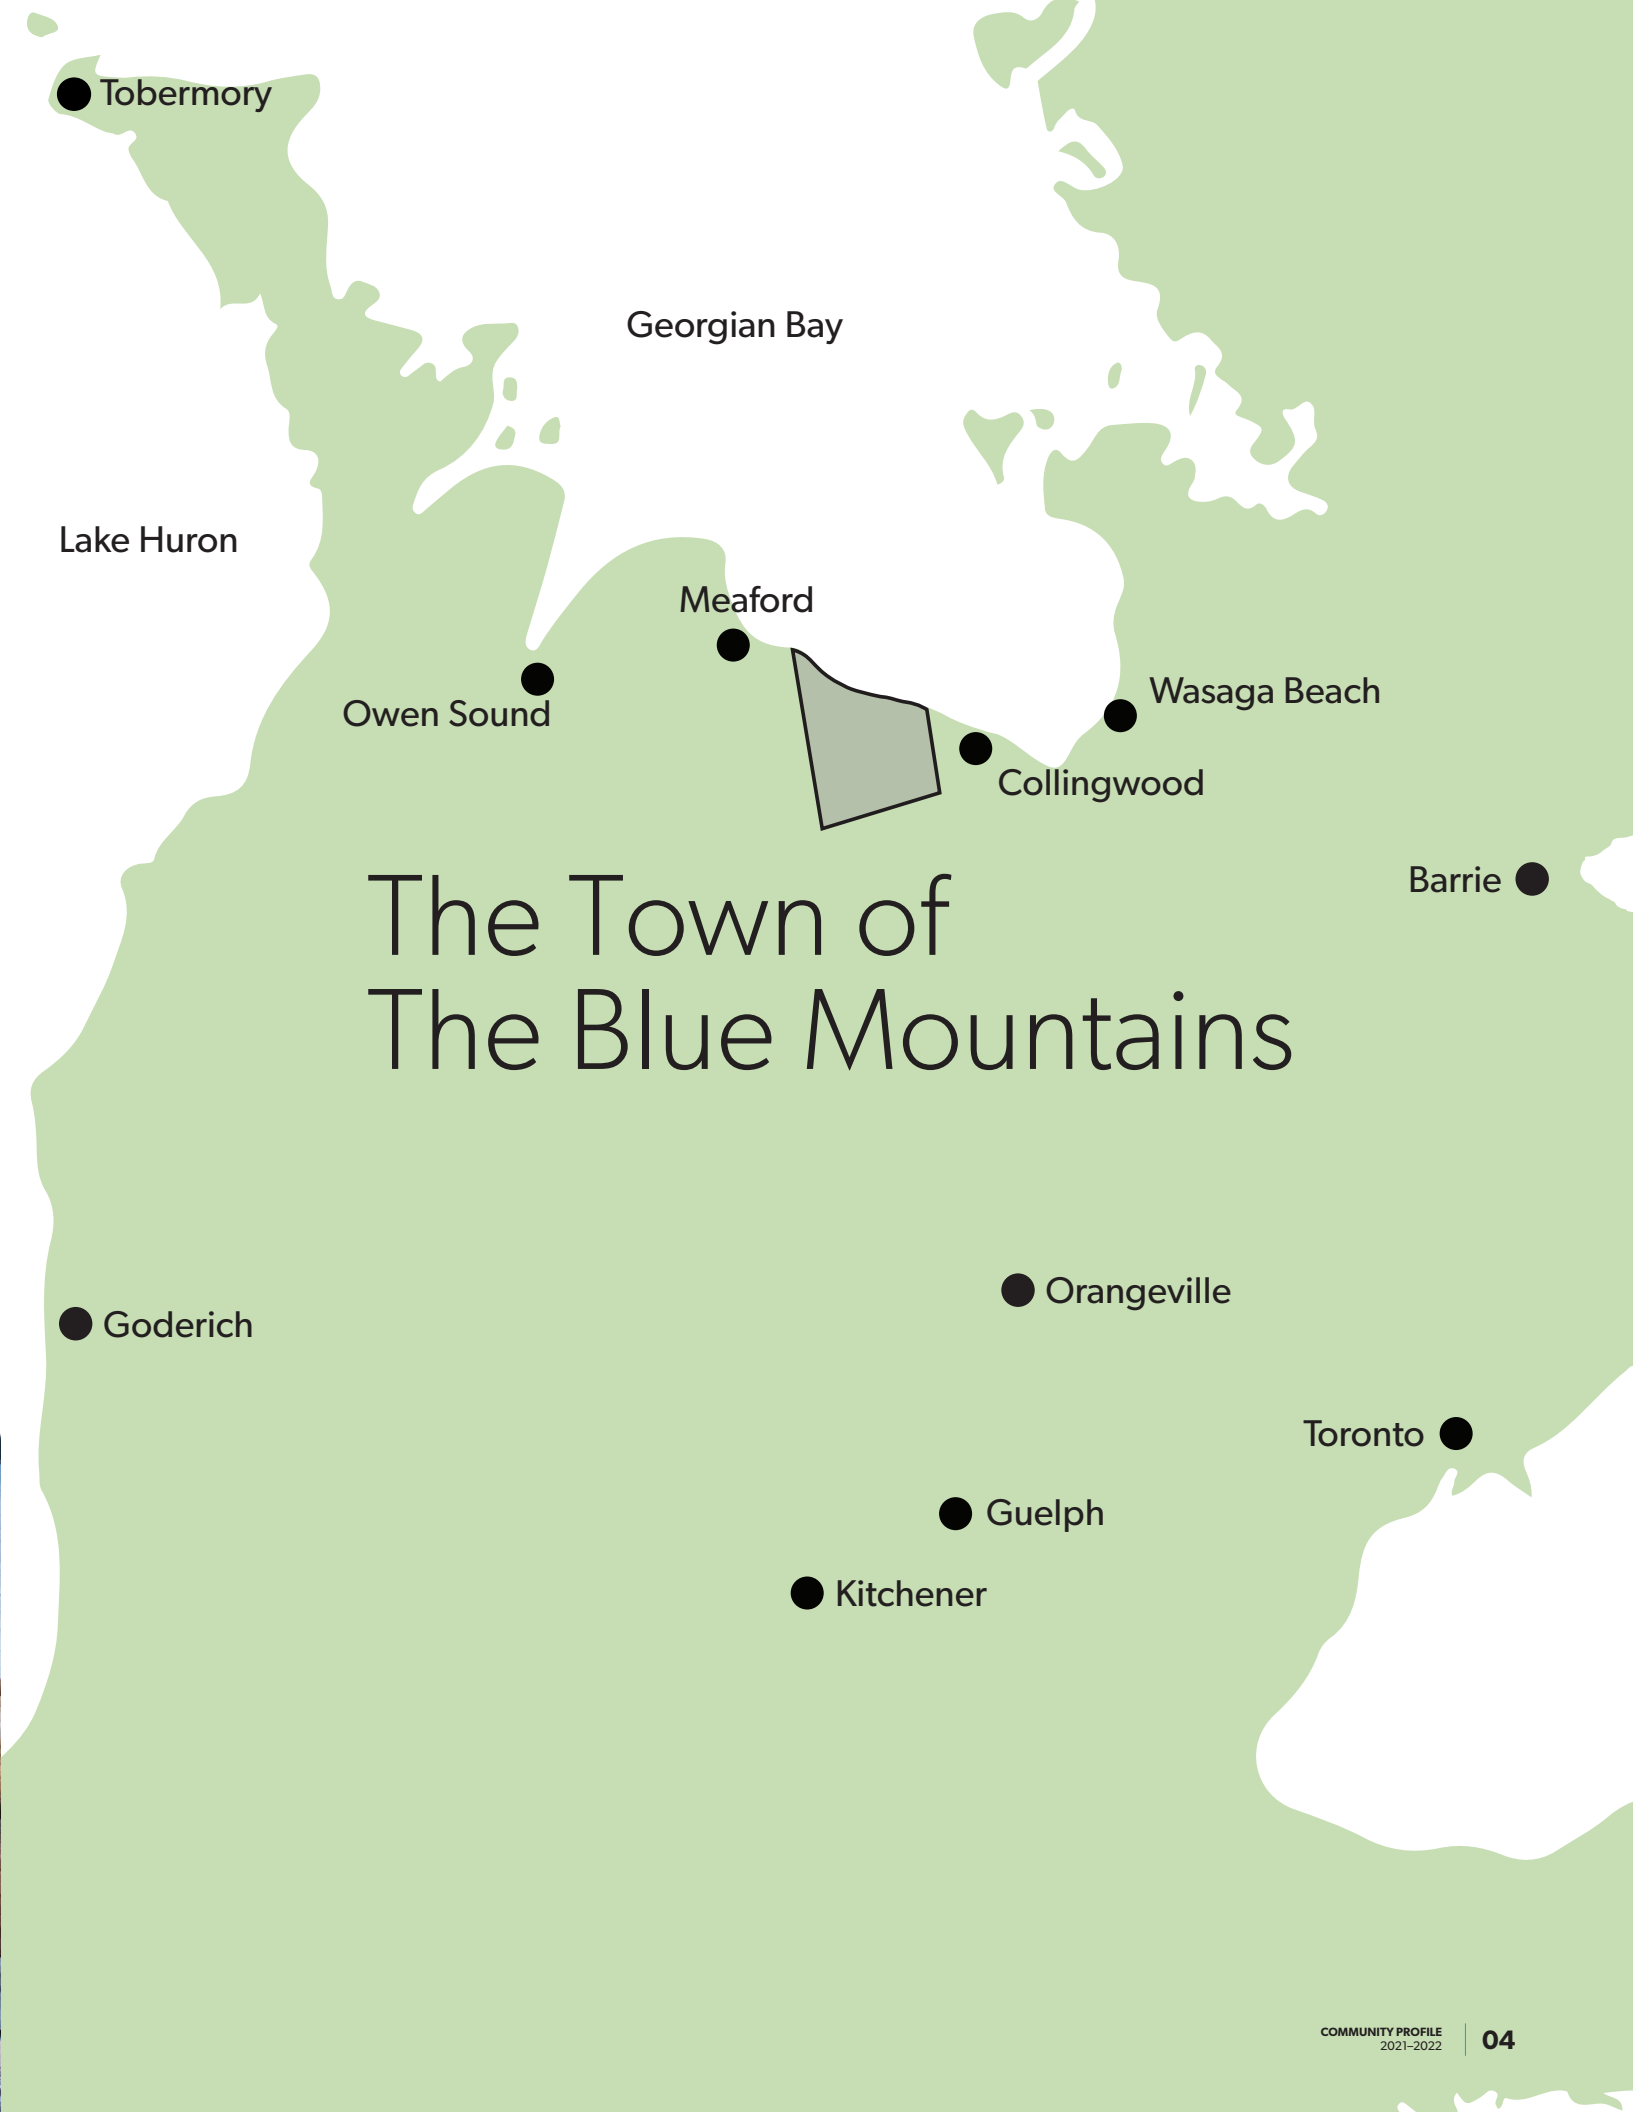 Tobermory
Georgian Bay
Lake Huron
Meaford
Owen Sound
Wasaga Beach
Collingwood
Barrie
The Town of
The Blue Mountains
Orangeville
Goderich
Toronto
Guelph
Kitchener
COMMUNITY PROFILE
2021–2022
04